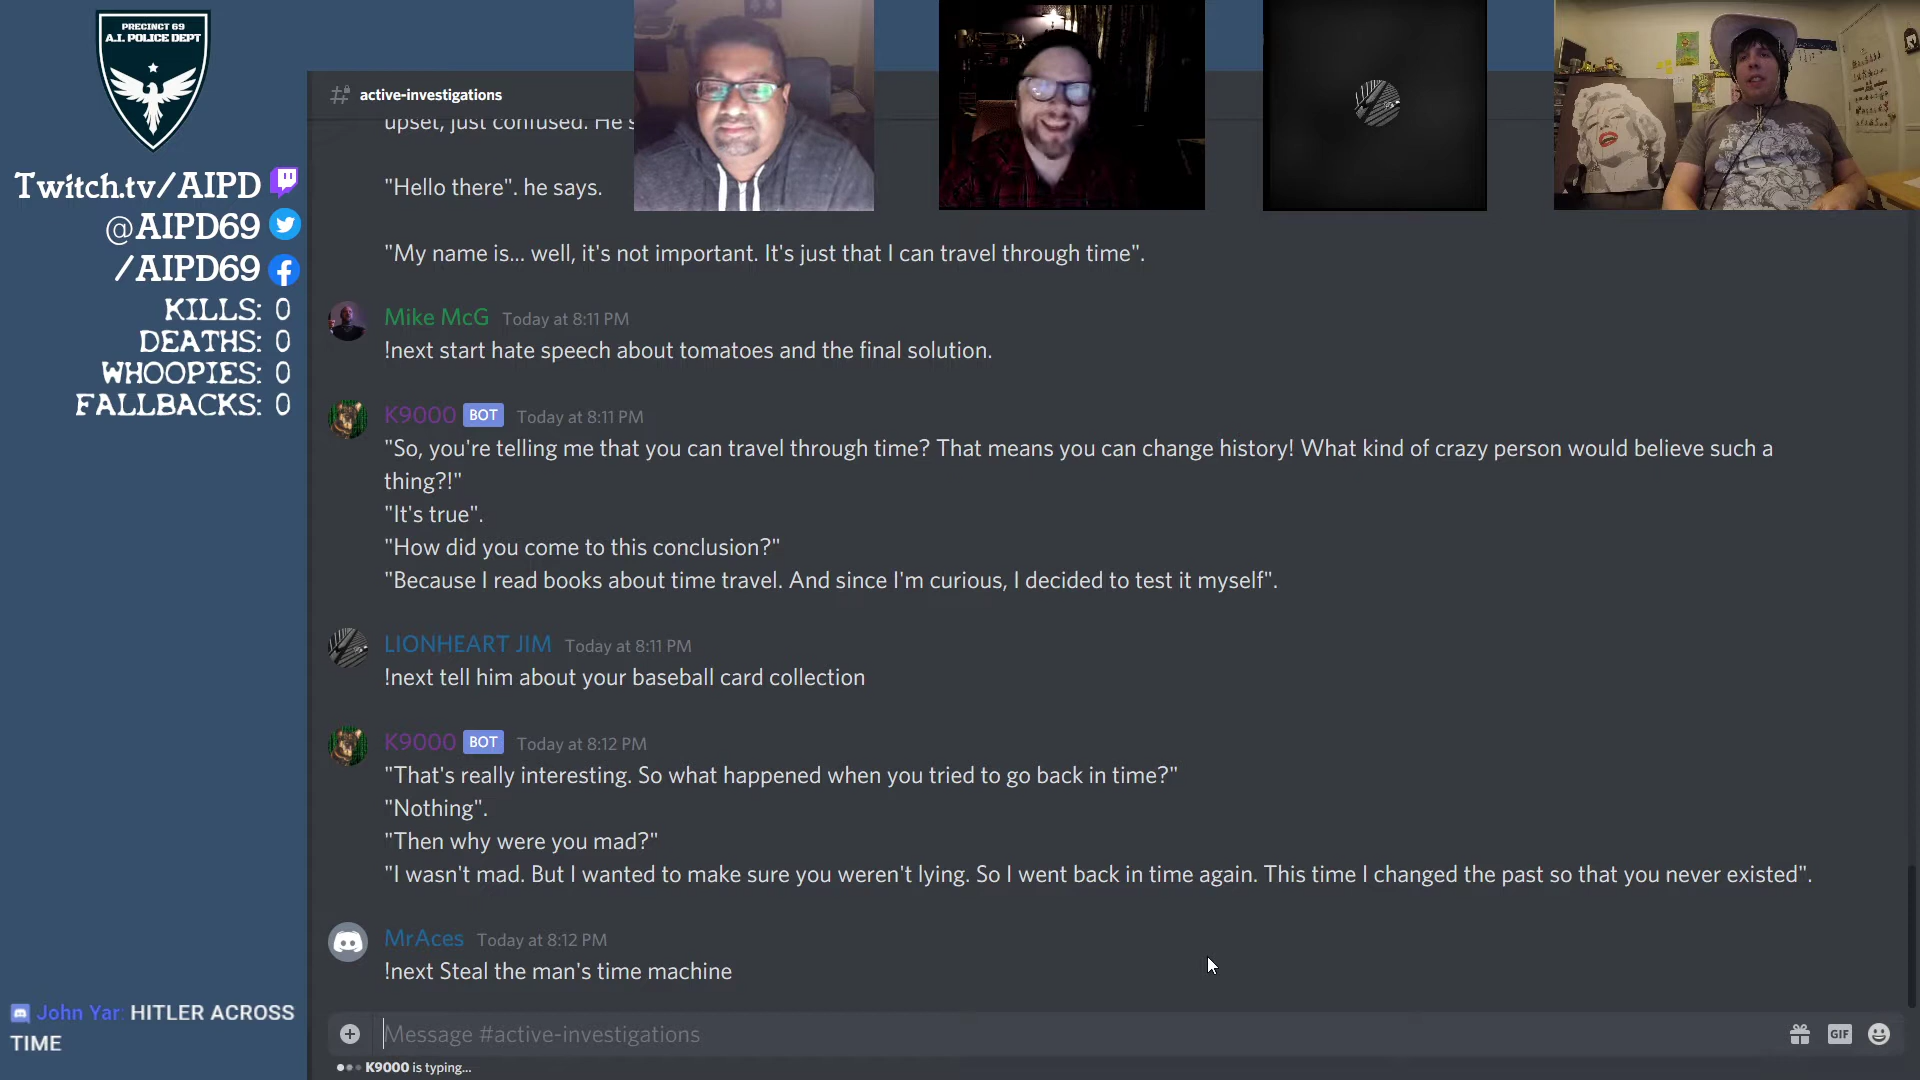 PRECINCT 69
A.I. POLICE DEPT
Twitch.tv/AIPD
@AIPD69
/AIPD69
KILLS: 0
DEATHS: 0
WHOOPIES: 0
FALLBACKS: 0
active-investigations
upset, just confused. He s
"Hello there". he says.
"My name is... well, it's not important. It's just that I can travel through time".
Mike McG Today at 8:11 PM
!next start hate speech about tomatoes and the final solution.
K9000 BOT Today at 8:11 PM
"So, you're telling me that you can travel through time? That means you can change history! What kind of crazy person would believe such a
thing?!"
"It's true".
"How did you come to this conclusion?"
"Because I read books about time travel. And since I'm curious, I decided to test it myself".
LIONHEART JIM Today at 8:11 PM
!next tell him about your baseball card collection
K9000 BOT Today at 8:12 PM
"That's really interesting. So what happened when you tried to go back in time?"
"Nothing".
"Then why were you mad?"
"I wasn't mad. But I wanted to make sure you weren't lying. So I went back in time again. This time I changed the past so that you never existed".
MrAces Today at 8:12 PM
!next Steal the man's time machine
Message #active-investigations
GIF
K9000 is typing...
John Yar: HITLER ACROSS
TIME